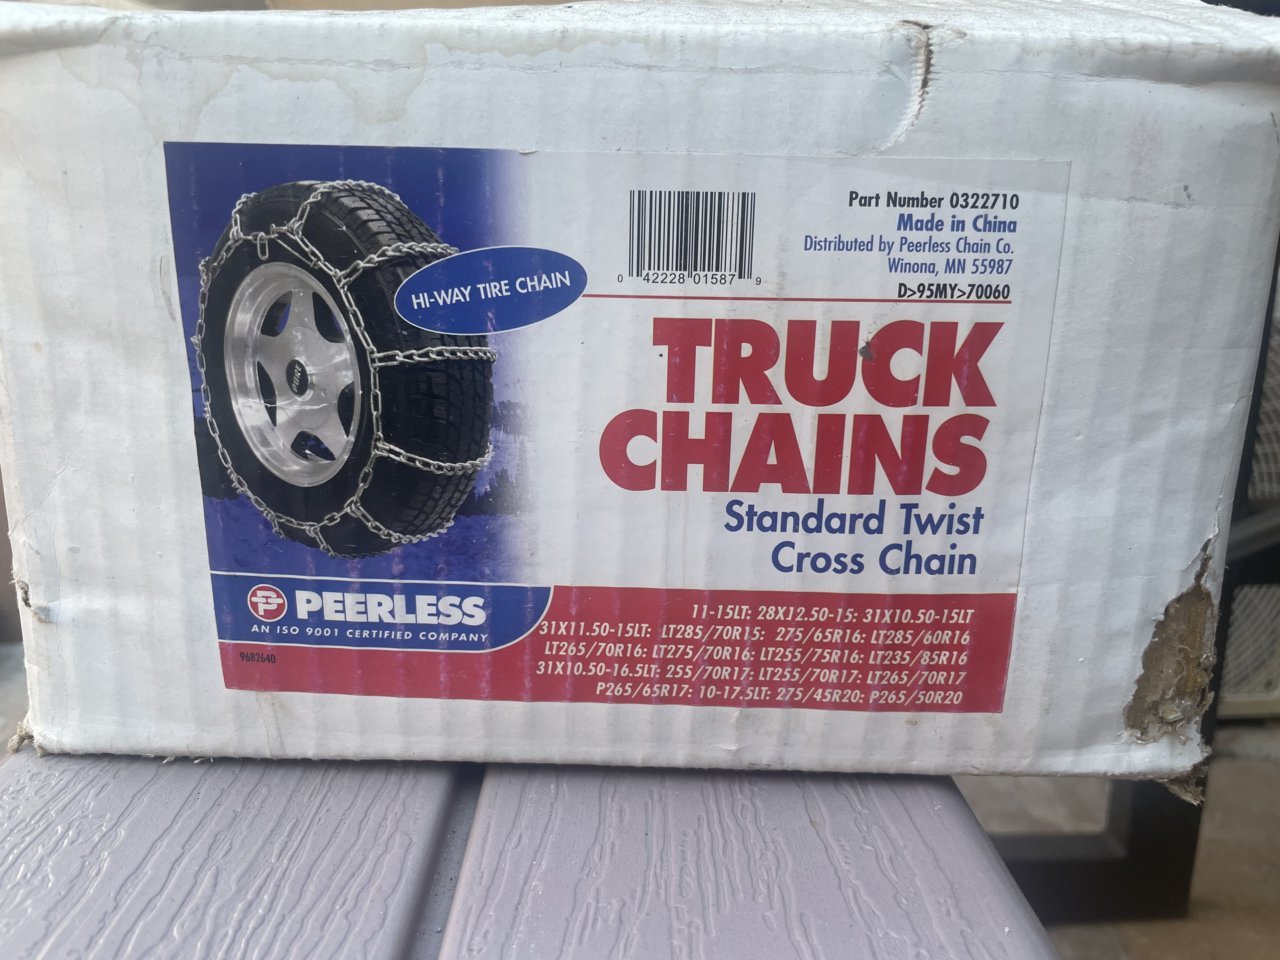 Part Number 0322710
Made in China
Distributed by Peerless Chain Co.
Winona, MN 55987
D>95MY>70060
0 42228 01587 9
HI-WAY TIRE CHAIN
PURE
TRUCK
CHAINS
Standard Twist
Cross Chain
PEERLESS
AN ISO 9001 CERTIFIED COMPANY
9682640
11-15LT: 28X12.50-15: 31X10.50-15LT
31X11.50-15LT: LT285/70R15: 275/65R16: LT285/60R16
LT265/70R16: LT275/70R16: LT255/75R16: LT235/85R16
31X10.50-16.5LT: 255/70R17: LT255/70R17: LT265/70R17
P265/65R17: 10-17.5LT: 275/45R20: P265/50R20